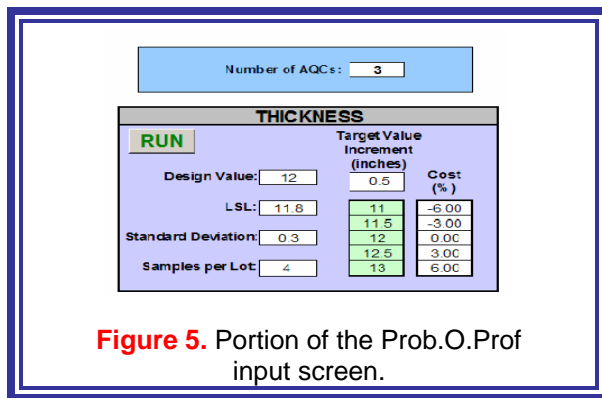 Number of AQCs: 3
THICKNESS
RUN
Target Value
Increment
(inches)
Design Value: 12
0.5
Cost
(%)
LSL: 11.8
11 -6.00
11.5 -3.00
Standard Deviation: 0.3
12 0.00
12.5 3.00
Samples per Lot: 4
13 6.00
Figure 5. Portion of the Prob.O.Prof
input screen.